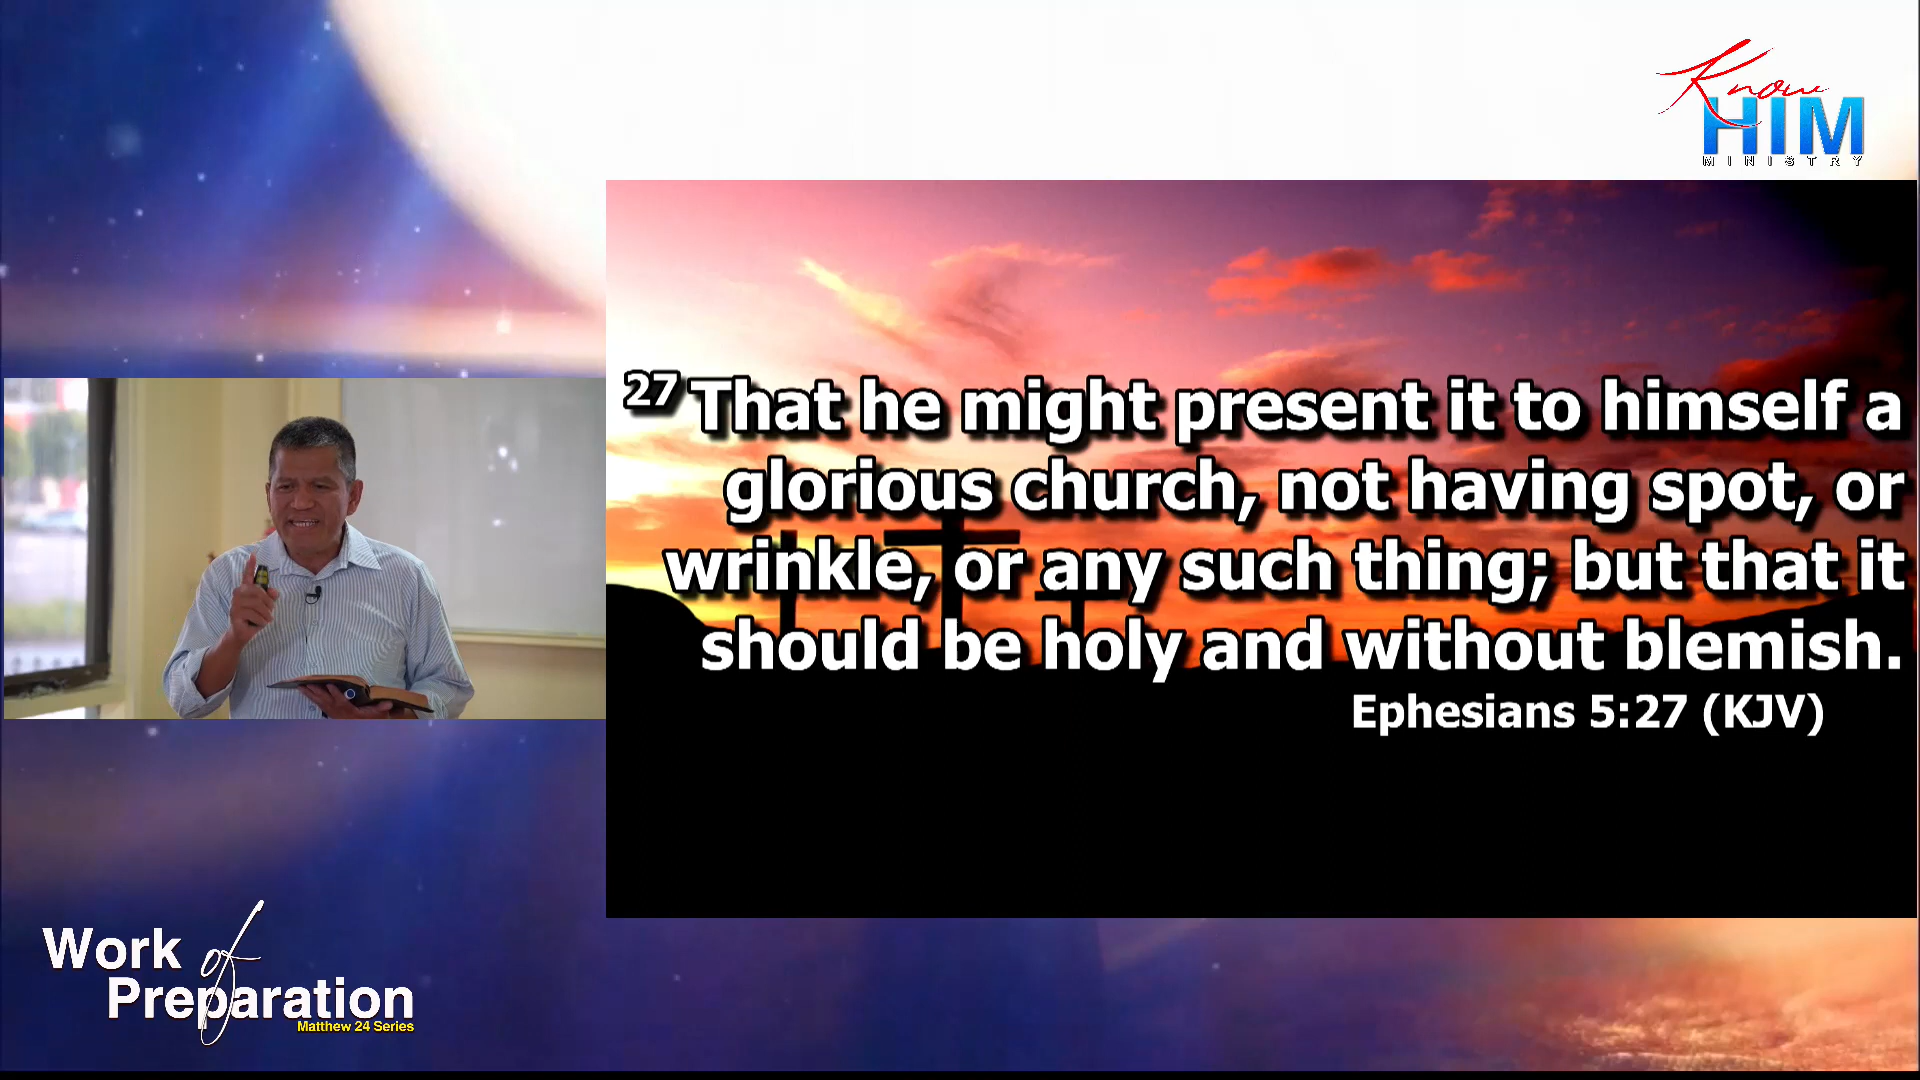 Know
HIM
MINISTRY
27 That he might present it to himself a
glorious church, not having spot, or
wrinkle, or any such thing; but that it
should be holy and without blemish.
Ephesians 5:27 (KJV)
Work of
Preparation
Matthew 24 Series